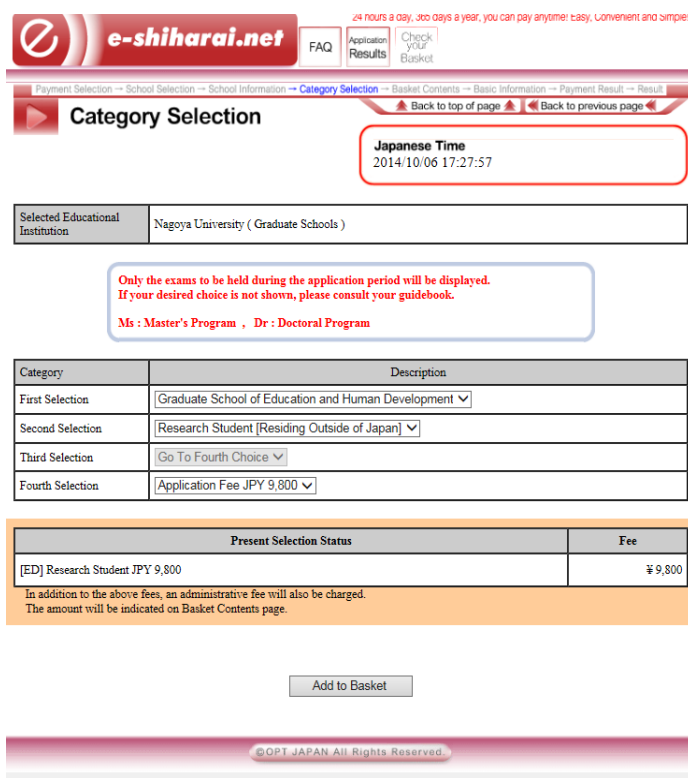 24 hours a day, 365 days a year, you can pay anytime! Easy, Convenient and Simple
e-shiharai.net
FAQ
Application Results
Check your Basket
Payment Selection → School Selection → School Information → Category Selection → Basket Contents → Basic Information → Payment Result → Result
Category Selection
Back to top of page
Back to previous page
Japanese Time
2014/10/06 17:27:57
Selected Educational Institution
Nagoya University ( Graduate Schools )
Only the exams to be held during the application period will be displayed.
If your desired choice is not shown, please consult your guidebook.
Ms : Master's Program , Dr : Doctoral Program
Category Description
First Selection Graduate School of Education and Human Development
Second Selection Research Student [Residing Outside of Japan]
Third Selection Go To Fourth Choice
Fourth Selection Application Fee JPY 9,800
Present Selection Status Fee
[ED] Research Student JPY 9,800 ¥9,800
In addition to the above fees, an administrative fee will also be charged.
The amount will be indicated on Basket Contents page.
Add to Basket
©OPT JAPAN All Rights Reserved.